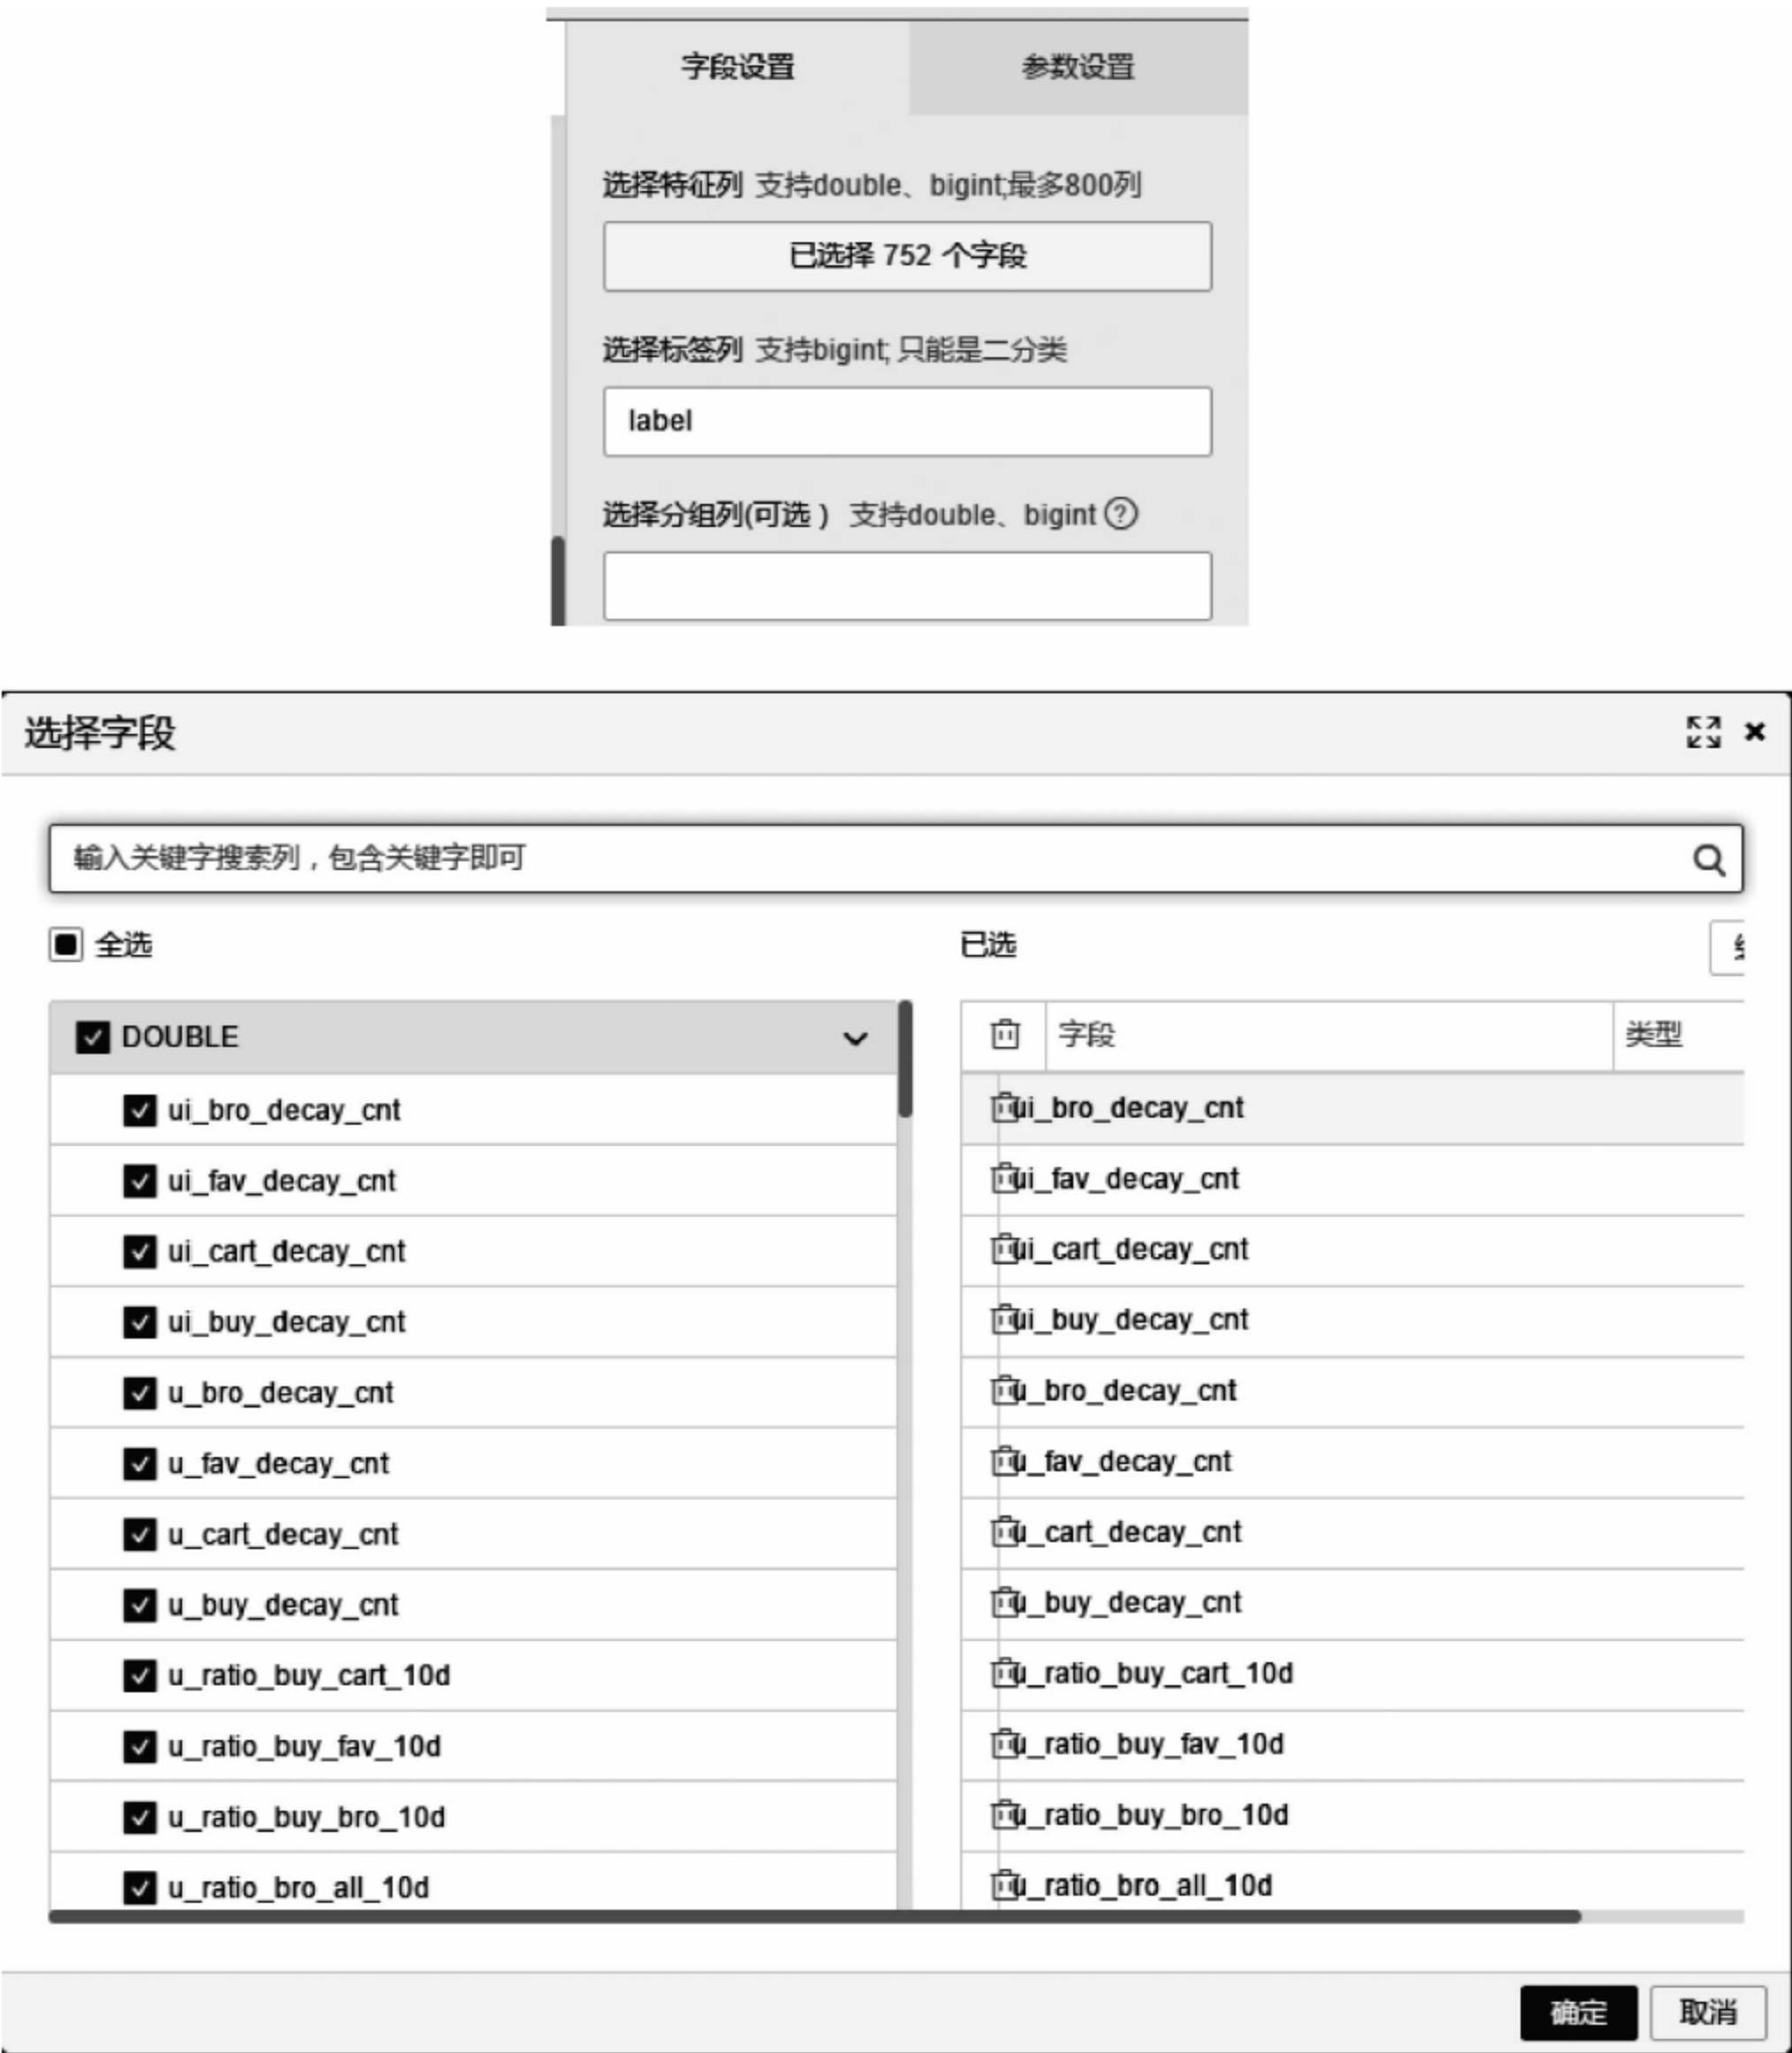 字段设置 参数设置
选择特征列 支持double、bigint;最多800列
已选择 752 个字段
选择标签列 支持bigint; 只能是二分类
label
选择分组列(可选） 支持double、bigint ?
选择字段
输入关键字搜索列，包含关键字即可
全选 已选
DOUBLE 字段 类型
ui_bro_decay_cnt ui_bro_decay_cnt
ui_fav_decay_cnt ui_fav_decay_cnt
ui_cart_decay_cnt ui_cart_decay_cnt
ui_buy_decay_cnt ui_buy_decay_cnt
u_bro_decay_cnt u_bro_decay_cnt
u_fav_decay_cnt u_fav_decay_cnt
u_cart_decay_cnt u_cart_decay_cnt
u_buy_decay_cnt u_buy_decay_cnt
u_ratio_buy_cart_10d u_ratio_buy_cart_10d
u_ratio_buy_fav_10d u_ratio_buy_fav_10d
u_ratio_buy_bro_10d u_ratio_buy_bro_10d
u_ratio_bro_all_10d u_ratio_bro_all_10d
确定 取消